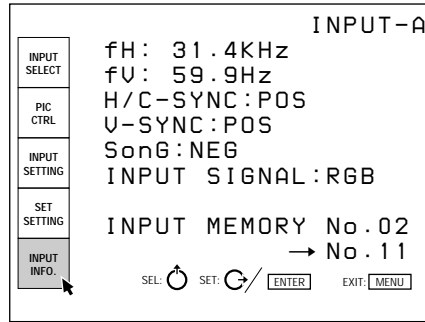 INPUT-A
INPUT
SELECT
PIC
CTRL
INPUT
SETTING
SET
SETTING
INPUT
INFO.
fH: 31.4KHz
fV: 59.9Hz
H/C-SYNC:POS
V-SYNC:POS
SonG:NEG
INPUT SIGNAL:RGB
INPUT MEMORY No.02
→ No.11
SEL: SET: / ENTER EXIT: MENU